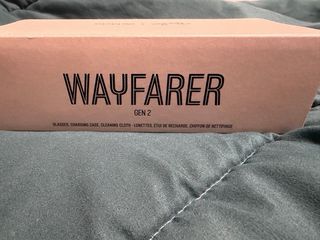 WAYFARER
GEN 2
GLASSES, CHARGING CASE, CLEANING CLOTH - LUNETTES, ÉTUI DE RECHARGE, CHIFFON DE NETTOYAGE